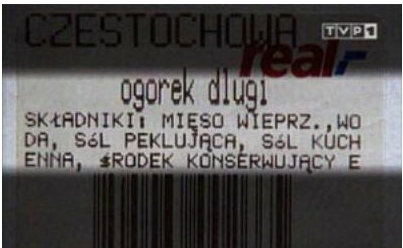 CZESTOCHOWA
TVP1
real,-
ogorek dlugi
SKŁADNIKI: MIĘSO WIEPRZ.,WO
DA, SóL PEKLUJĄCA, SóL KUCH
ENNA, ŚRODEK KONSERWUJĄCY E